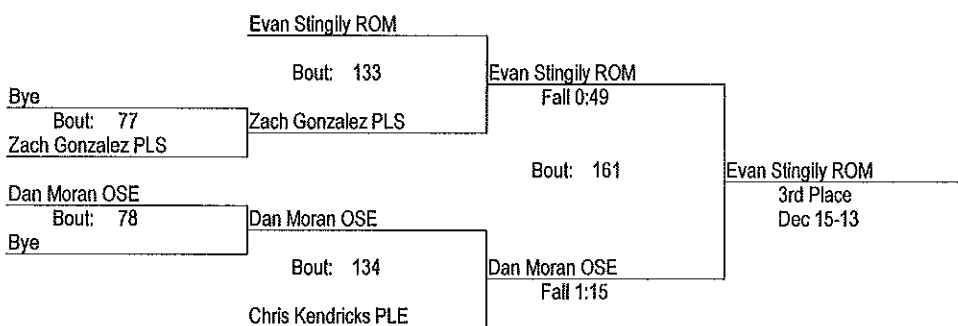 Evan Stingily ROM
Bout: 133
Evan Stingily ROM
Fall 0:49
Bye
Bout: 77
Zach Gonzalez PLS
Zach Gonzalez PLS
Bout: 161
Evan Stingily ROM
3rd Place
Dec 15-13
Dan Moran OSE
Bout: 78
Dan Moran OSE
Bye
Bout: 134
Dan Moran OSE
Fall 1:15
Chris Kendricks PLE